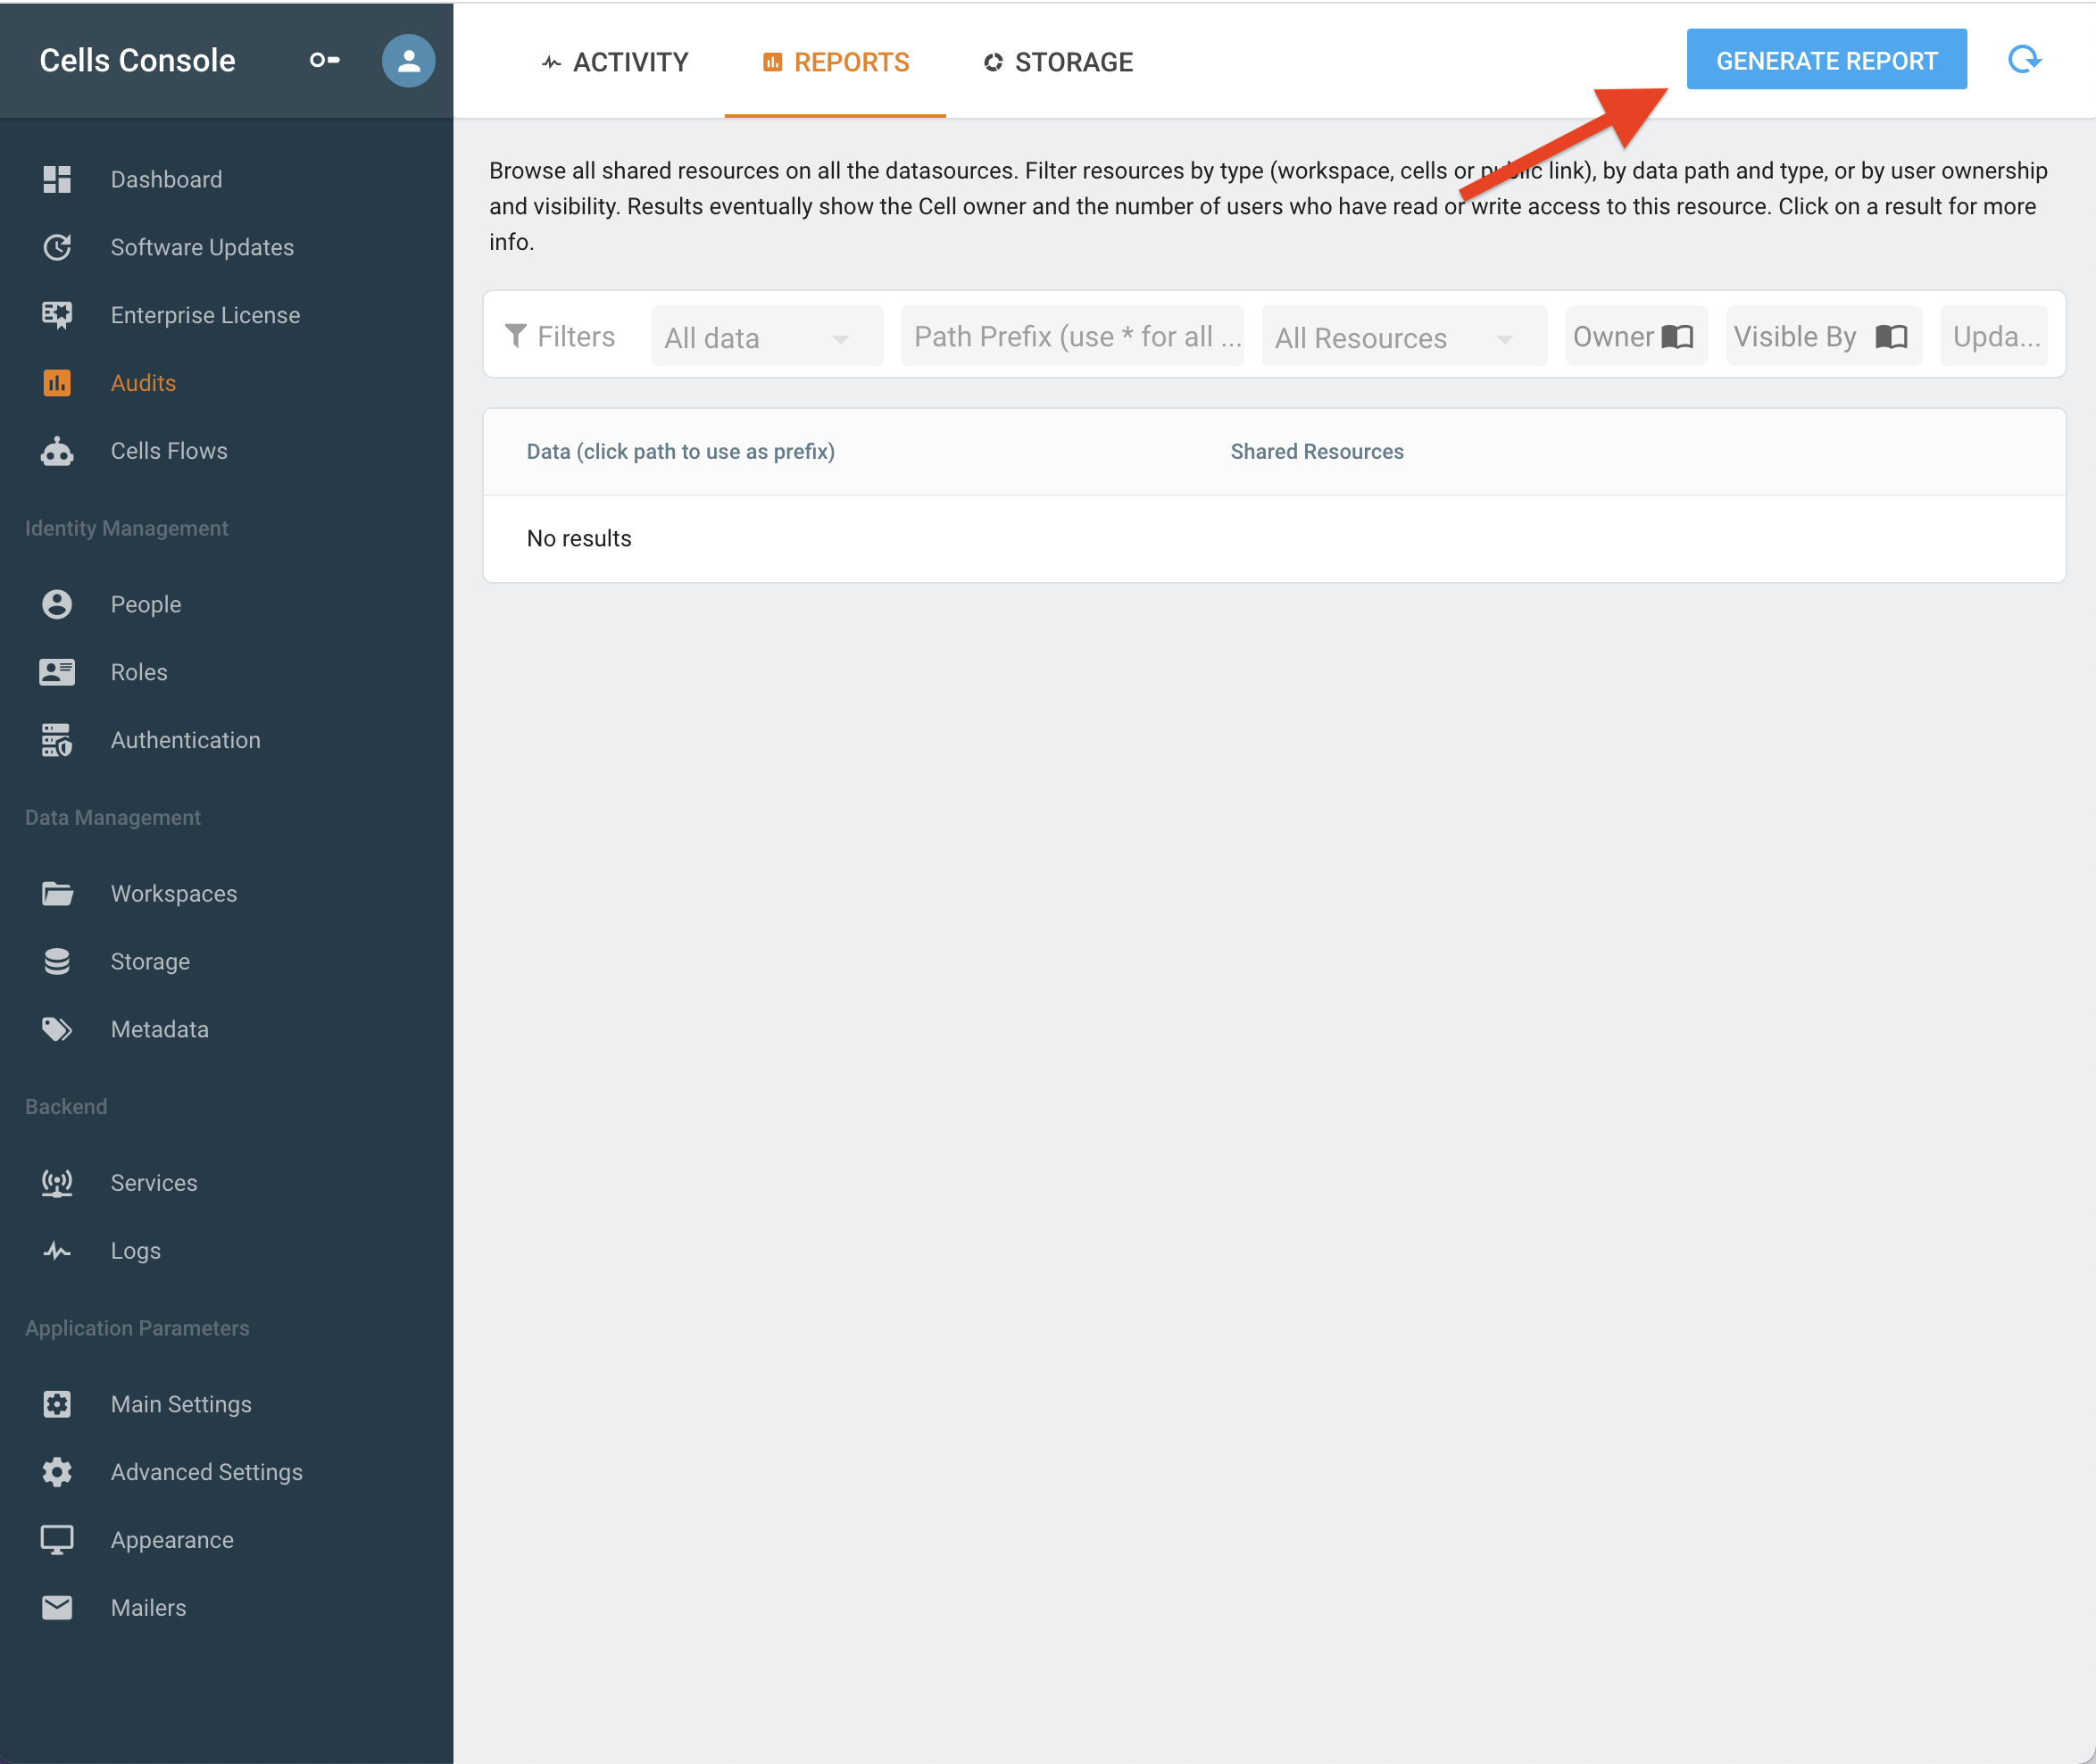 Cells Console
ACTIVITY
REPORTS
STORAGE
GENERATE REPORT
Dashboard
Software Updates
Enterprise License
Audits
Cells Flows
Identity Management
People
Roles
Authentication
Data Management
Workspaces
Storage
Metadata
Backend
Services
Logs
Application Parameters
Main Settings
Advanced Settings
Appearance
Mailers
Browse all shared resources on all the datasources. Filter resources by type (workspace, cells or public link), by data path and type, or by user ownership
and visibility. Results eventually show the Cell owner and the number of users who have read or write access to this resource. Click on a result for more
info.
Filters
All data
Path Prefix (use * for all ...
All Resources
Owner
Visible By
Upda...
Data (click path to use as prefix)
Shared Resources
No results